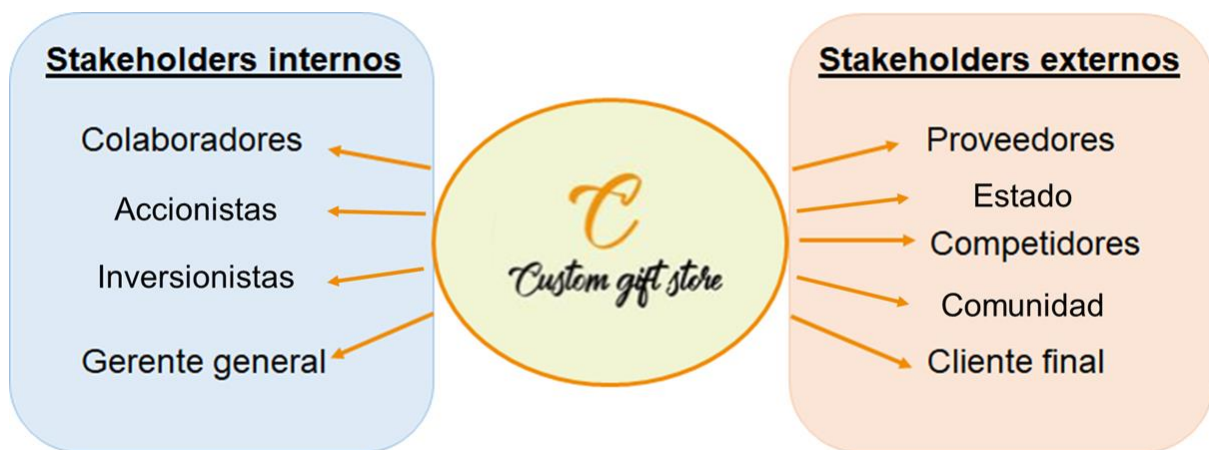 Stakeholders internos
Colaboradores
Accionistas
Inversionistas
Gerente general
C
Custom gift store
Stakeholders externos
Proveedores
Estado
Competidores
Comunidad
Cliente final